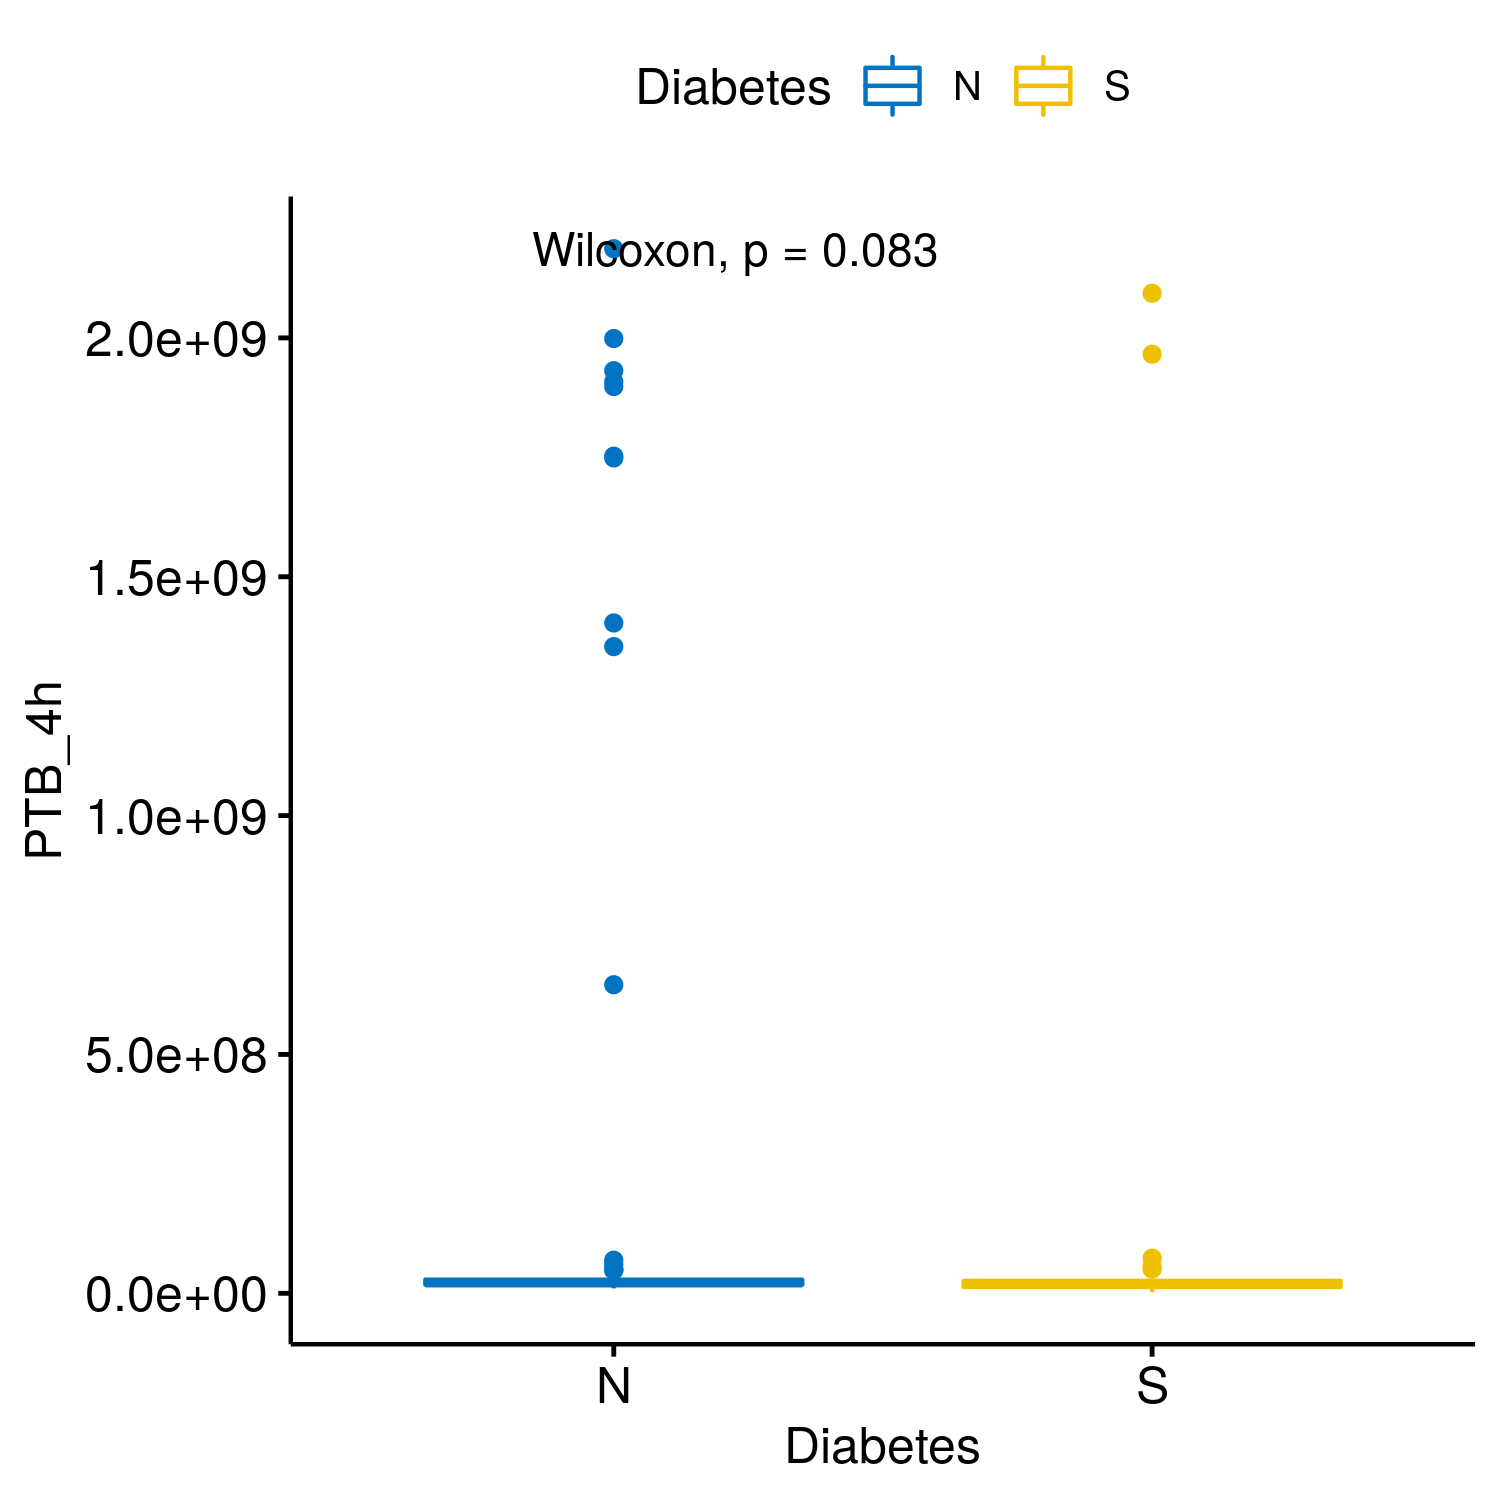 Diabetes N S
Wilcoxon, p = 0.083
2.0e+09
1.5e+09
1.0e+09
5.0e+08
0.0e+00
PTB_4h
N S
Diabetes